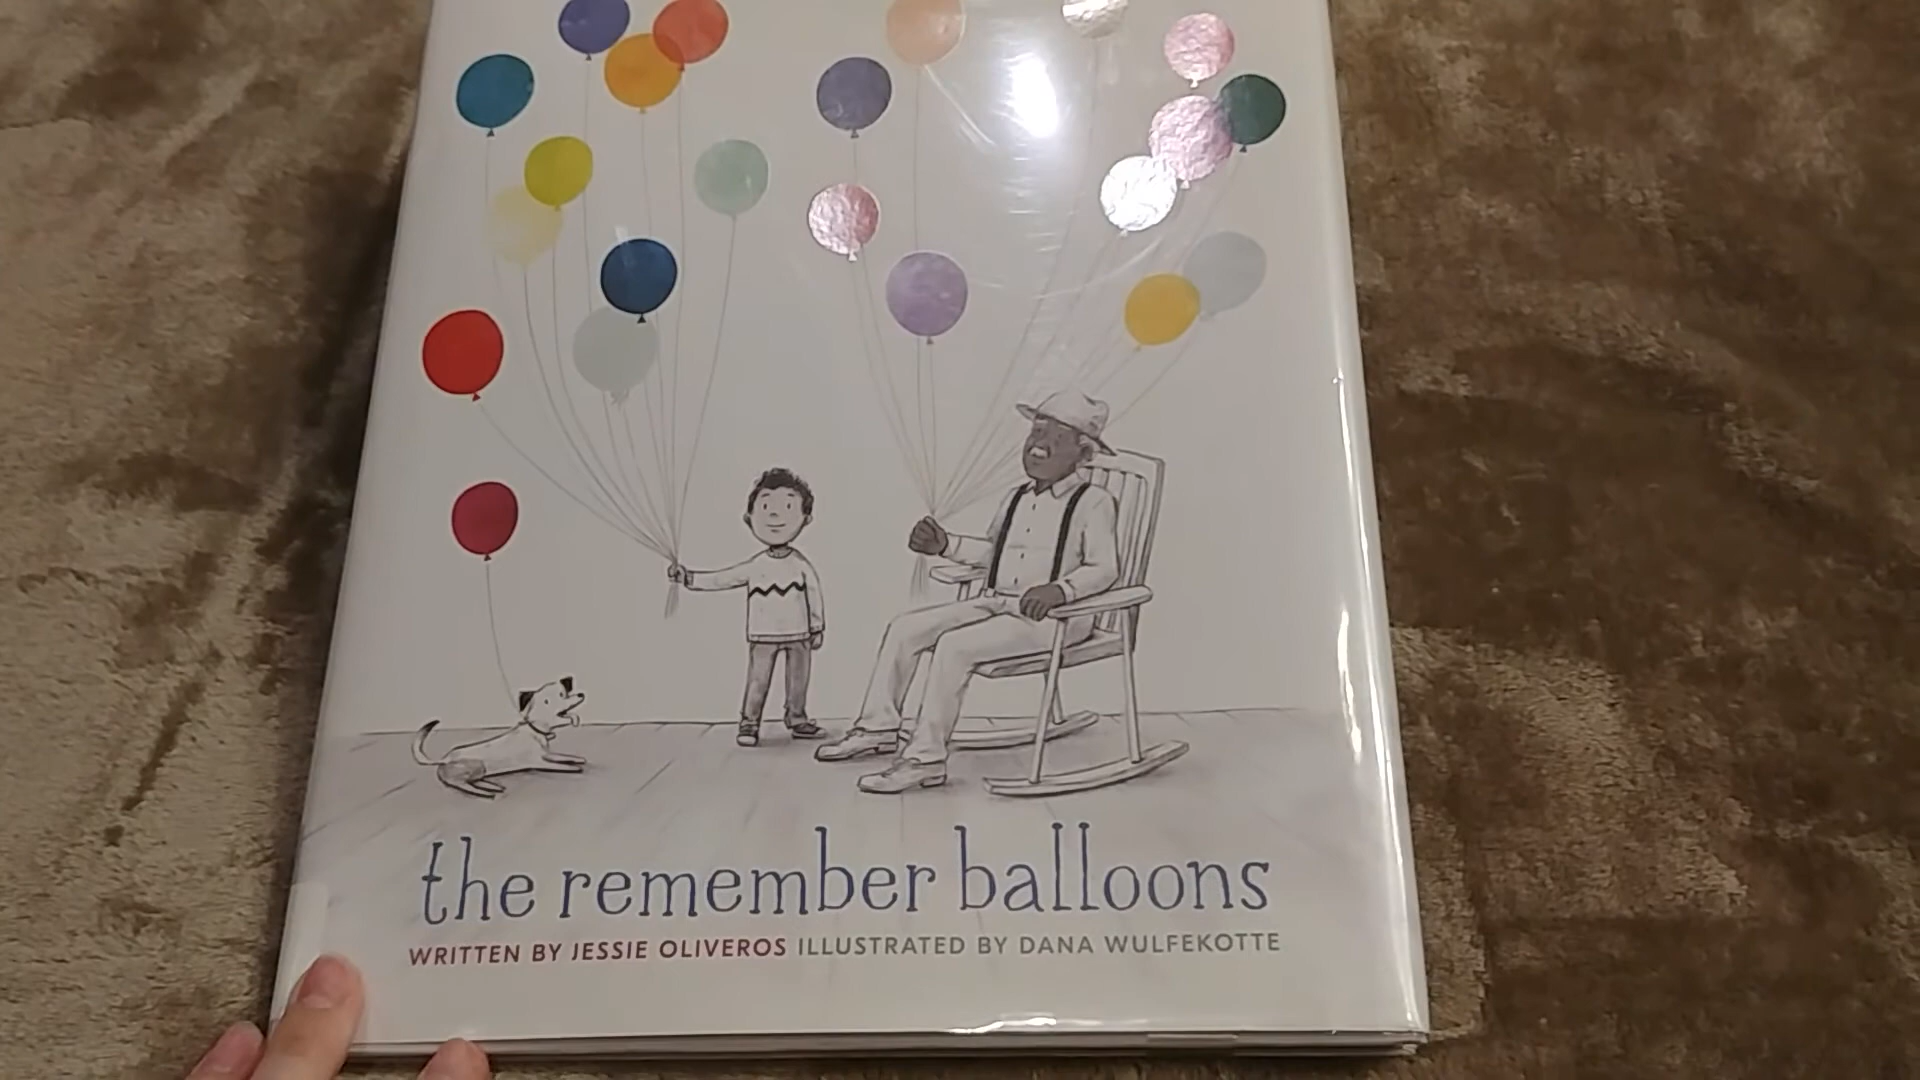 the remember balloons
WRITTEN BY JESSIE OLIVEROS ILLUSTRATED BY DANA WULFEKOTTE